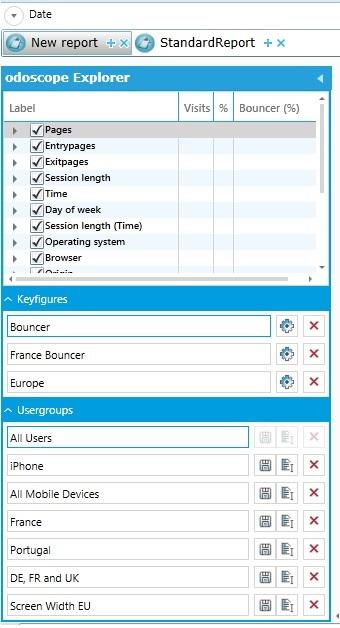 Date
New report
StandardReport
odoscope Explorer
Label Visits % Bouncer (%)
Pages
Entrypages
Exitpages
Session length
Time
Day of week
Session length (Time)
Operating system
Browser
Origin
Keyfigures
Bouncer
France Bouncer
Europe
Usergroups
All Users
iPhone
All Mobile Devices
France
Portugal
DE, FR and UK
Screen Width EU